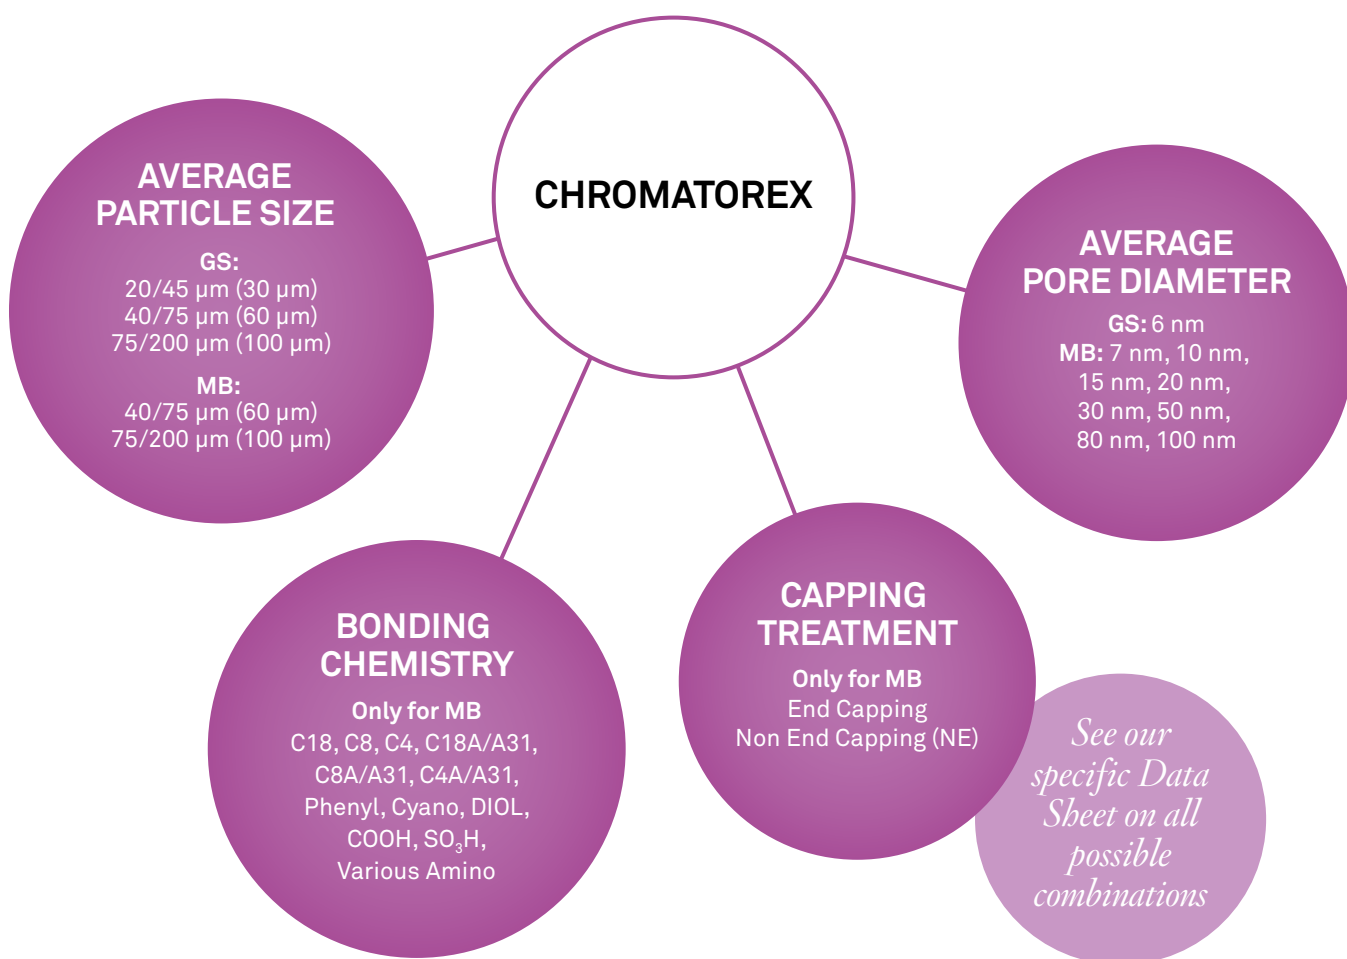 CHROMATOREX
AVERAGE
PARTICLE SIZE
GS:
20/45 µm (30 µm)
40/75 µm (60 µm)
75/200 µm (100 µm)
MB:
40/75 µm (60 µm)
75/200 µm (100 µm)
AVERAGE
PORE DIAMETER
GS: 6 nm
MB: 7 nm, 10 nm,
15 nm, 20 nm,
30 nm, 50 nm,
80 nm, 100 nm
BONDING
CHEMISTRY
Only for MB
C18, C8, C4, C18A/A31,
C8A/A31, C4A/A31,
Phenyl, Cyano, DIOL,
COOH, SO₃H,
Various Amino
CAPPING
TREATMENT
Only for MB
End Capping
Non End Capping (NE)
See our
specific Data
Sheet on all
possible
combinations